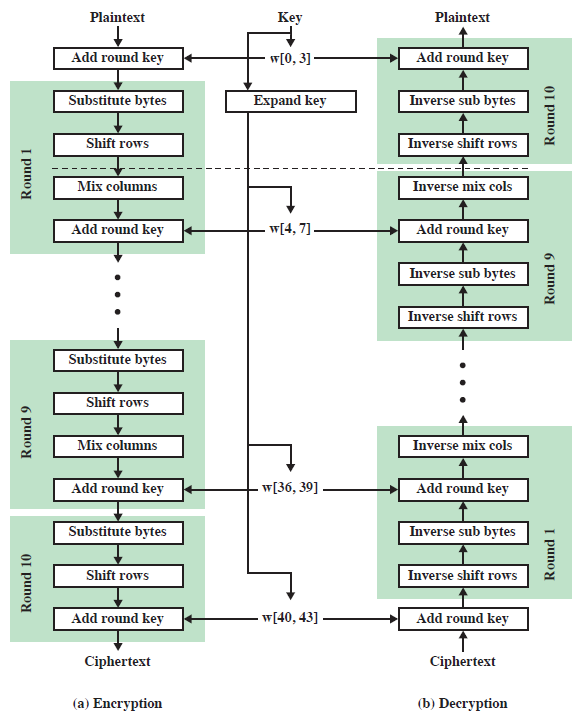 Plaintext
Key
Plaintext
Add round key
w[0, 3]
Add round key
Substitute bytes
Expand key
Inverse sub bytes
Round 10
Shift rows
Inverse shift rows
Round 1
Mix columns
Inverse mix cols
Add round key
w[4, 7]
Add round key
Inverse sub bytes
Round 9
Inverse shift rows
Substitute bytes
Shift rows
Round 9
Mix columns
Inverse mix cols
Add round key
w[36, 39]
Add round key
Substitute bytes
Inverse sub bytes
Round 1
Round 10
Shift rows
Inverse shift rows
Add round key
w[40, 43]
Add round key
Ciphertext
Ciphertext
(a) Encryption
(b) Decryption